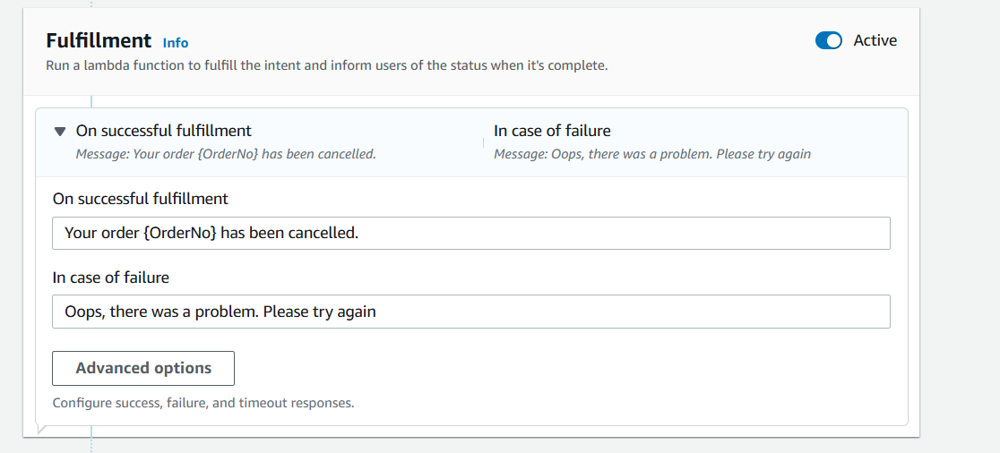 Fulfillment Info
Active
Run a lambda function to fulfill the intent and inform users of the status when it's complete.
On successful fulfillment
Message: Your order {OrderNo} has been cancelled.
In case of failure
Message: Oops, there was a problem. Please try again
On successful fulfillment
Your order {OrderNo} has been cancelled.
In case of failure
Oops, there was a problem. Please try again
Advanced options
Configure success, failure, and timeout responses.